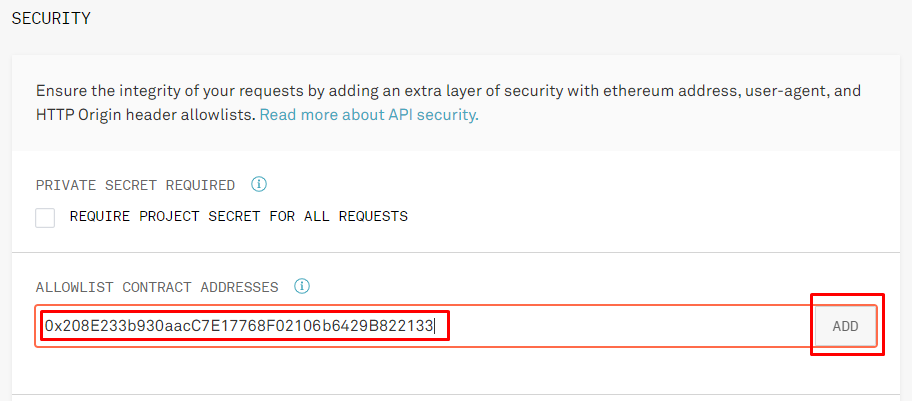 SECURITY
Ensure the integrity of your requests by adding an extra layer of security with ethereum address, user-agent, and
HTTP Origin header allowlists. Read more about API security.
PRIVATE SECRET REQUIRED
REQUIRE PROJECT SECRET FOR ALL REQUESTS
ALLOWLIST CONTRACT ADDRESSES
0x208E233b930aacC7E17768F02106b6429B822133
ADD